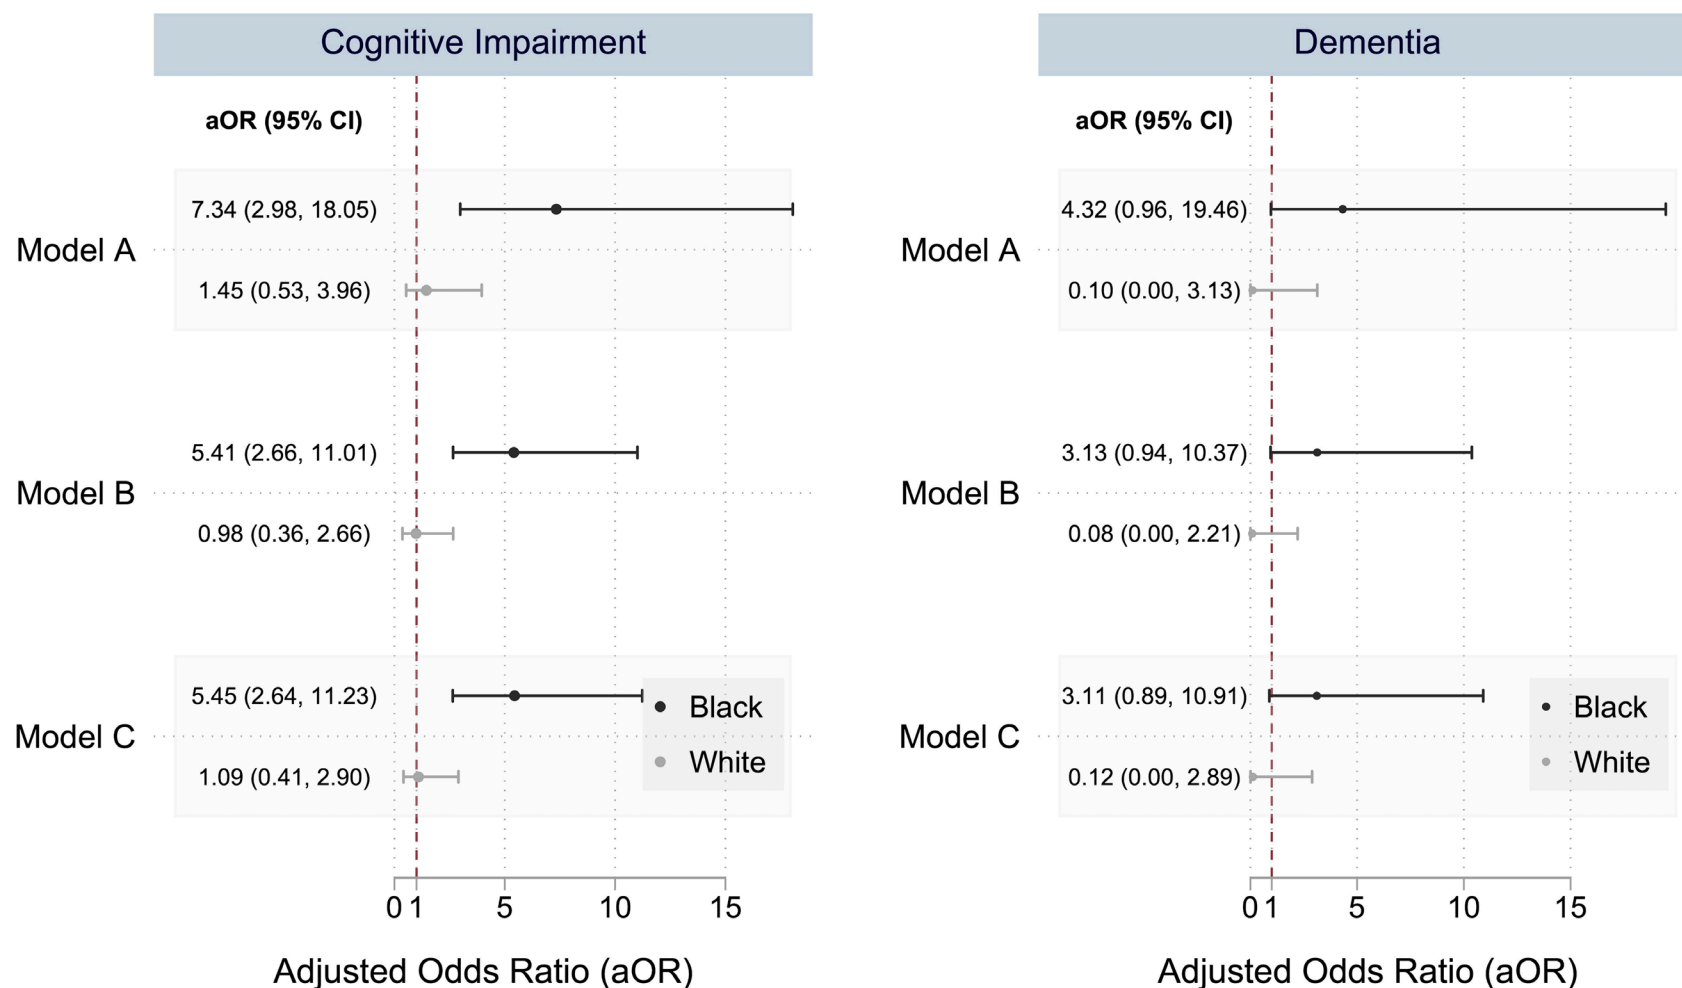 Cognitive Impairment
aOR (95% CI)
7.34 (2.98, 18.05)
Model A
1.45 (0.53, 3.96)
5.41 (2.66, 11.01)
Model B
0.98 (0.36, 2.66)
5.45 (2.64, 11.23)
Black
Model C
White
1.09 (0.41, 2.90)
0 1 5 10 15
Adjusted Odds Ratio (aOR)
Dementia
aOR (95% CI)
4.32 (0.96, 19.46)
Model A
0.10 (0.00, 3.13)
3.13 (0.94, 10.37)
Model B
0.08 (0.00, 2.21)
3.11 (0.89, 10.91)
Black
Model C
White
0.12 (0.00, 2.89)
0 1 5 10 15
Adjusted Odds Ratio (aOR)